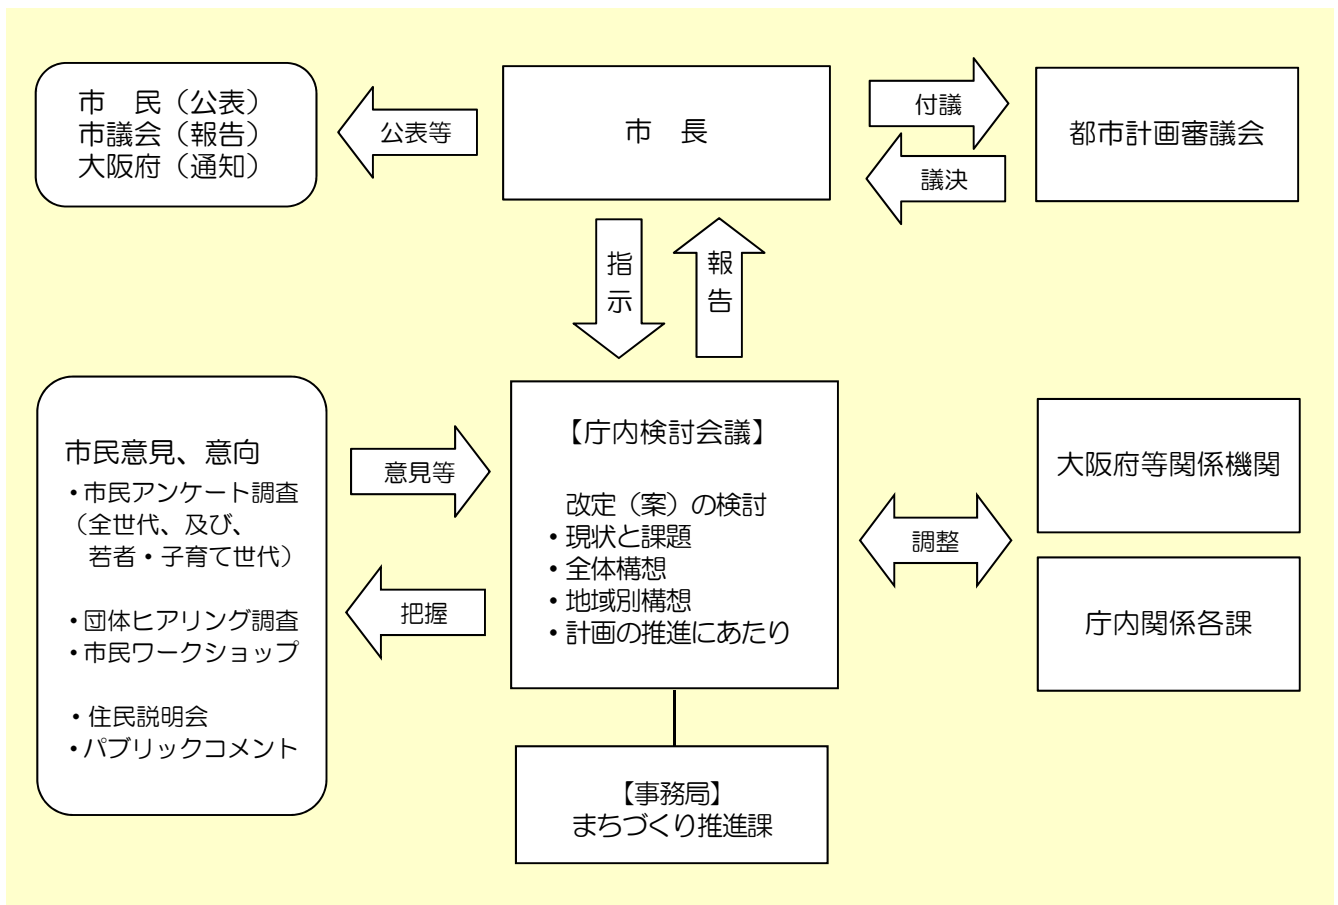 市　民（公表）
市議会（報告）
大阪府（通知）
公表等
市　長
付議
議決
都市計画審議会
指示
報告
市民意見、意向
・市民アンケート調査
（全世代、及び、
若者・子育て世代）
・団体ヒアリング調査
・市民ワークショップ
・住民説明会
・パブリックコメント
意見等
把握
【庁内検討会議】
改定（案）の検討
・現状と課題
・全体構想
・地域別構想
・計画の推進にあたり
調整
大阪府等関係機関
庁内関係各課
【事務局】
まちづくり推進課